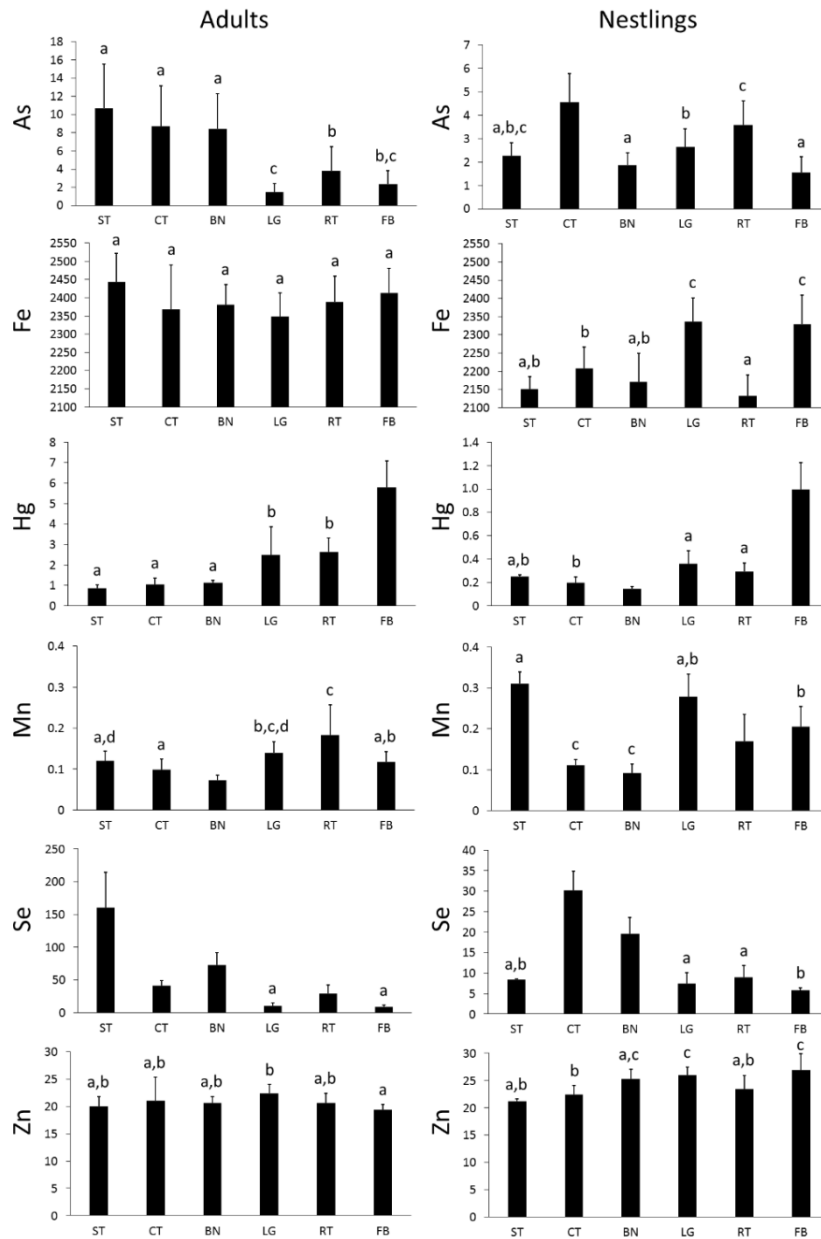 Adults Nestlings
As
18
16
14
12
10
8
6
4
2
0
a a a c b b,c
ST CT BN LG RT FB
As
7
6
5
4
3
2
1
0
a,b,c a b c a
ST CT BN LG RT FB
Fe
2550
2500
2450
2400
2350
2300
2250
2200
2150
2100
a a a a a a
ST CT BN LG RT FB
Fe
2550
2500
2450
2400
2350
2300
2250
2200
2150
2100
a,b b a,b c a c
ST CT BN LG RT FB
Hg
8
7
6
5
4
3
2
1
0
a a a b b
ST CT BN LG RT FB
Hg
1.4
1.2
1.0
0.8
0.6
0.4
0.2
0
a,b b a a
ST CT BN LG RT FB
Mn
0.4
0.3
0.2
0.1
0
a,d a b,c,d c a,b
ST CT BN LG RT FB
Mn
0.4
0.3
0.2
0.1
0
a c c a,b b
ST CT BN LG RT FB
Se
250
200
150
100
50
0
a a
ST CT BN LG RT FB
Se
40
35
30
25
20
15
10
5
0
a,b a a b
ST CT BN LG RT FB
Zn
30
25
20
15
10
5
0
a,b a,b a,b b a,b a
ST CT BN LG RT FB
Zn
30
25
20
15
10
5
0
a,b b a,c c a,b c
ST CT BN LG RT FB